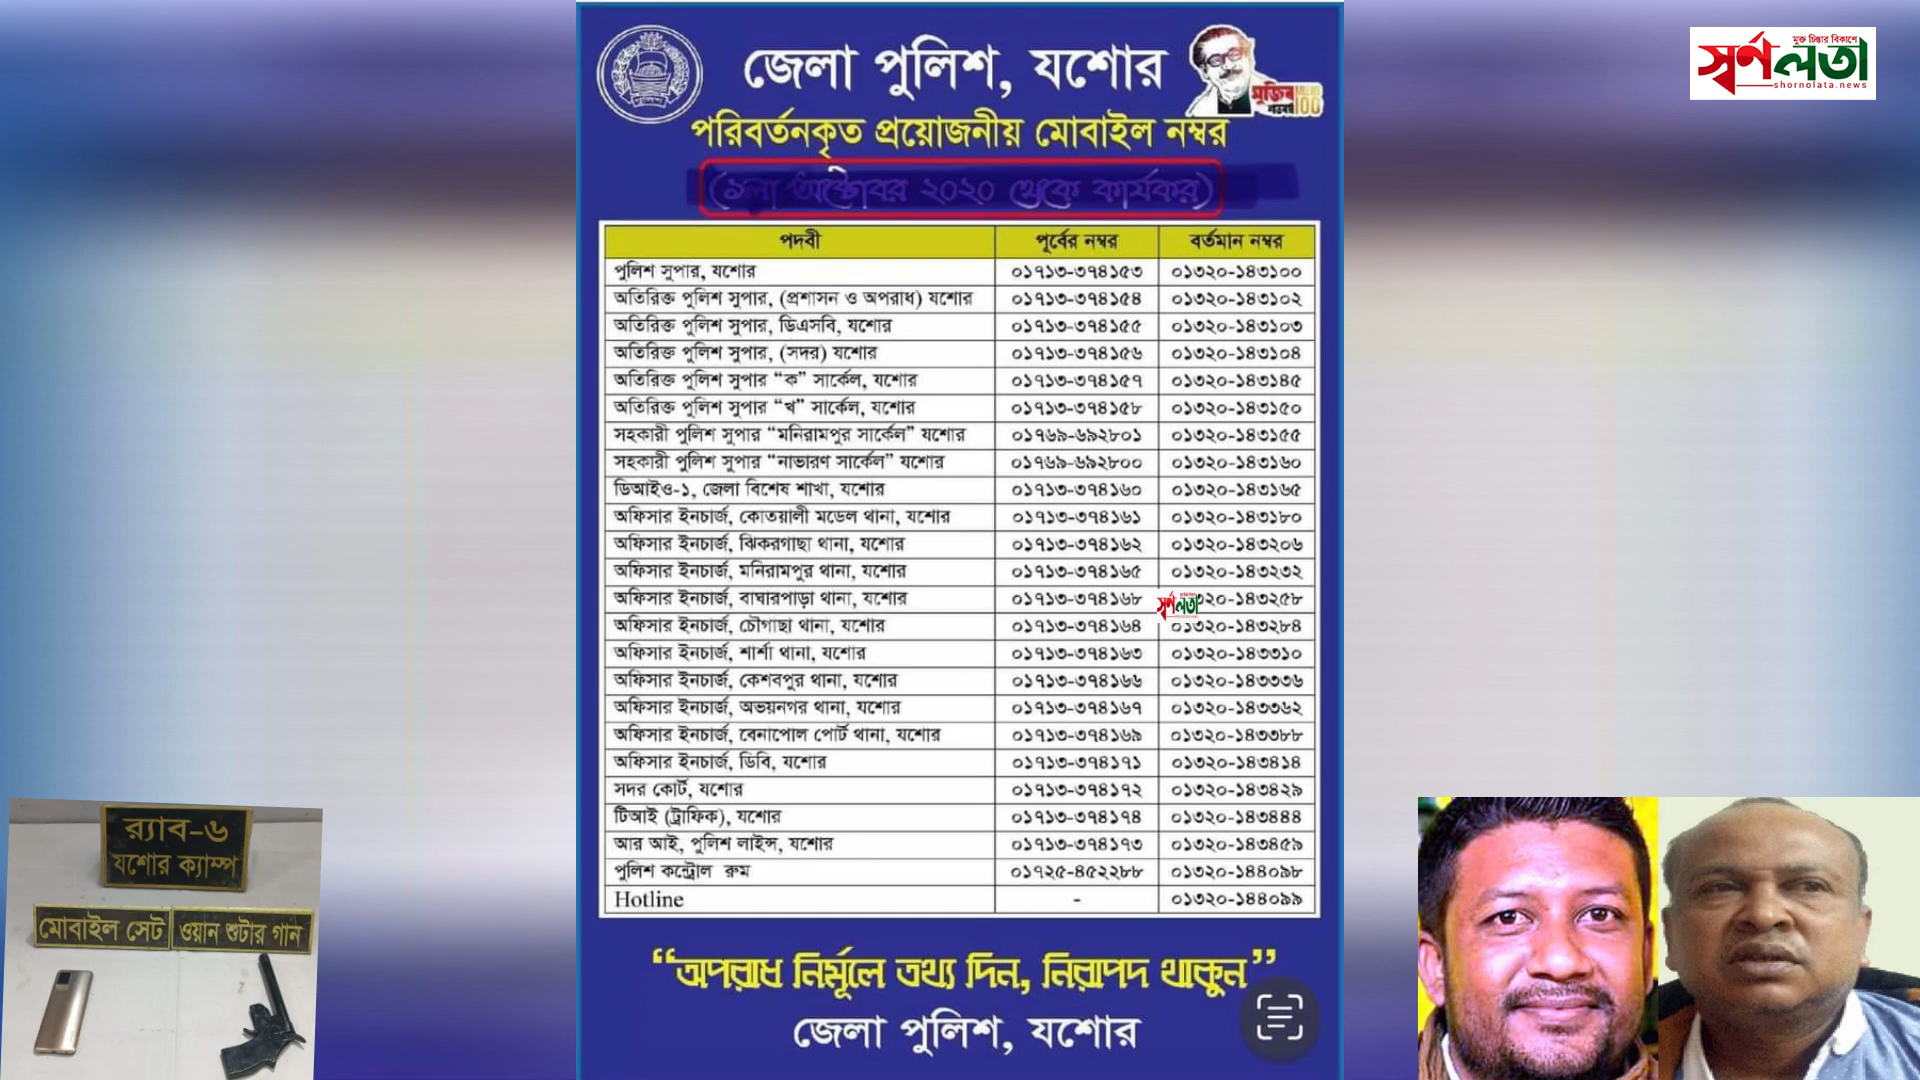 জেলা পুলিশ, যশোর
মুজিব
শতবর্ষ 100
মুক্ত চিন্তার বিকাশে
স্বর্ণলতা
shornolata.news
পরিবর্তনকৃত প্রয়োজনীয় মোবাইল নম্বর
(১লা অক্টোবর ২০২০ থেকে কার্যকর)
পদবী পূর্বের নম্বর বর্তমান নম্বর
পুলিশ সুপার, যশোর ০১৭১৩-৩৭৪১৫৩ ০১৩২০-১৪৩১০০
অতিরিক্ত পুলিশ সুপার, (প্রশাসন ও অপরাধ) যশোর ০১৭১৩-৩৭৪১৫৪ ০১৩২০-১৪৩১০২
অতিরিক্ত পুলিশ সুপার, ডিএসবি, যশোর ০১৭১৩-৩৭৪১৫৫ ০১৩২০-১৪৩১০৩
অতিরিক্ত পুলিশ সুপার, (সদর) যশোর ০১৭১৩-৩৭৪১৫৬ ০১৩২০-১৪৩১০৪
অতিরিক্ত পুলিশ সুপার “ক” সার্কেল, যশোর ০১৭১৩-৩৭৪১৫৭ ০১৩২০-১৪৩১৪৫
অতিরিক্ত পুলিশ সুপার “খ” সার্কেল, যশোর ০১৭১৩-৩৭৪১৫৮ ০১৩২০-১৪৩১৫০
সহকারী পুলিশ সুপার “মনিরামপুর সার্কেল” যশোর ০১৭৬৯-৬৯২৮০১ ০১৩২০-১৪৩১৫৫
সহকারী পুলিশ সুপার “নাভারণ সার্কেল” যশোর ০১৭৬৯-৬৯২৮০০ ০১৩২০-১৪৩১৬০
ডিআইও-১, জেলা বিশেষ শাখা, যশোর ০১৭১৩-৩৭৪১৬০ ০১৩২০-১৪৩১৬৫
অফিসার ইনচার্জ, কোতয়ালী মডেল থানা, যশোর ০১৭১৩-৩৭৪১৬১ ০১৩২০-১৪৩১৮০
অফিসার ইনচার্জ, ঝিকরগাছা থানা, যশোর ০১৭১৩-৩৭৪১৬২ ০১৩২০-১৪৩২০৬
অফিসার ইনচার্জ, মনিরামপুর থানা, যশোর ০১৭১৩-৩৭৪১৬৫ ০১৩২০-১৪৩২৩২
অফিসার ইনচার্জ, বাঘারপাড়া থানা, যশোর ০১৭১৩-৩৭৪১৬৮ স্বর্ণলতা ৩২০-১৪৩২৫৮
অফিসার ইনচার্জ, চৌগাছা থানা, যশোর ০১৭১৩-৩৭৪১৬৪ ০১৩২০-১৪৩২৮৪
অফিসার ইনচার্জ, শার্শা থানা, যশোর ০১৭১৩-৩৭৪১৬৩ ০১৩২০-১৪৩৩১০
অফিসার ইনচার্জ, কেশবপুর থানা, যশোর ০১৭১৩-৩৭৪১৬৬ ০১৩২০-১৪৩৩৩৬
অফিসার ইনচার্জ, অভয়নগর থানা, যশোর ০১৭১৩-৩৭৪১৬৭ ০১৩২০-১৪৩৩৬২
অফিসার ইনচার্জ, বেনাপোল পোর্ট থানা, যশোর ০১৭১৩-৩৭৪১৬৯ ০১৩২০-১৪৩৩৮৮
অফিসার ইনচার্জ, ডিবি, যশোর ০১৭১৩-৩৭৪১৭১ ০১৩২০-১৪৩৪১৪
সদর কোর্ট, যশোর ০১৭১৩-৩৭৪১৭২ ০১৩২০-১৪৩৪২৯
টিআই (ট্রাফিক), যশোর ০১৭১৩-৩৭৪১৭৪ ০১৩২০-১৪৩৪৪৪
আর আই, পুলিশ লাইন্স, যশোর ০১৭১৩-৩৭৪১৭৩ ০১৩২০-১৪৩৪৫৯
পুলিশ কন্ট্রোল রুম ০১৭২৫-৪৫২২৮৮ ০১৩২০-১৪৪০৯৮
Hotline - ০১৩২০-১৪৪০৯৯
“অপরাধ নির্মূলে তথ্য দিন, নিরাপদ থাকুন”
জেলা পুলিশ, যশোর
র‍্যাব-৬
যশোর ক্যাম্প
মোবাইল সেট
ওয়ান শুটার গান